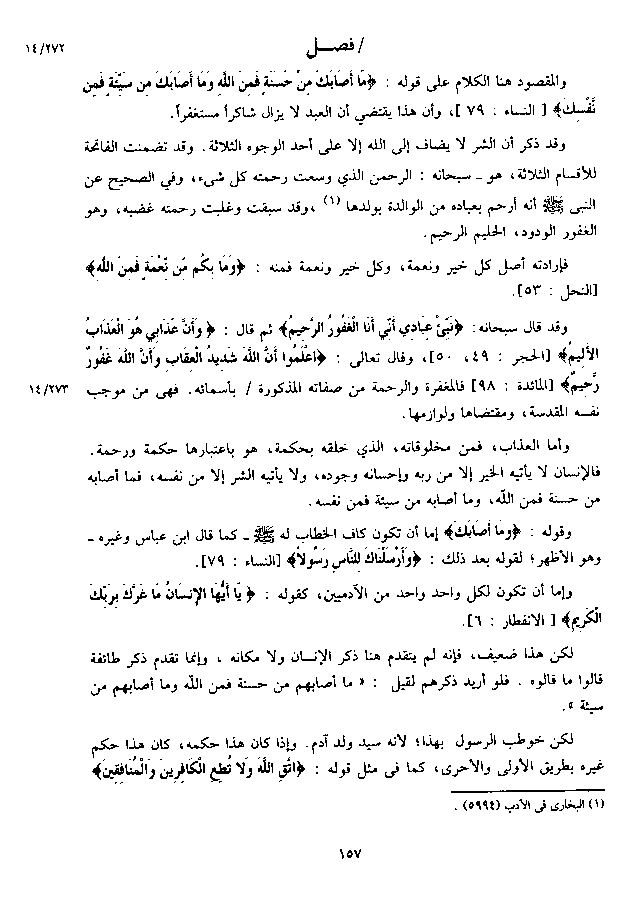 ١٤/٢٧٢
/ فصــل
والمقصود هنا الكلام على قوله : ﴿مَا أَصَابَكَ مِنْ حَسَنَةٍ فَمِنَ اللَّهِ وَمَا أَصَابَكَ مِن سَيِّئَةٍ فَمِن
نَّفْسِكَ﴾ [ النساء : ٧٩ ]، وأن هذا يقتضي أن العبد لا يزال شاكراً مستغفراً.
وقد ذكر أن الشر لا يضاف إلى الله إلا على أحد الوجوه الثلاثة. وقد تضمنت الفاتحة
للأقسام الثلاثة، هو ـ سبحانه : الرحمن الذي وسعت رحمته كل شيء، وفي الصحيح عن
النبي ﷺ أنه أرحم بعباده من الوالدة بولدها (١) ،وقد سبقت وغلبت رحمته غضبه، وهو
الغفور الودود، الحليم الرحيم.
فإرادته أصل كل خير ونعمة، وكل خير ونعمة فمنه : ﴿وَمَا بِكُم مِّن نِّعْمَةٍ فَمِنَ اللَّهِ﴾
[النحل : ٥٣].
وقد قال سبحانه: ﴿نَبِّئْ عِبَادِي أَنِّي أَنَا الْغَفُورُ الرَّحِيمُ﴾ ثم قال : ﴿ وَأَنَّ عَذَابِي هُوَ الْعَذَابُ
الأَلِيمُ﴾ [الحجر : ٤٩، ٥٠]، وقال تعالى : ﴿اعْلَمُوا أَنَّ اللَّهَ شَدِيدُ الْعِقَابِ وَأَنَّ اللَّهَ غَفُورٌ
رَّحِيمٌ﴾ [المائدة : ٩٨] فالمغفرة والرحمة من صفاته المذكورة / بأسمائه. فهى من موجب
١٤/٢٧٣
نفسه المقدسة، ومقتضاها ولوازمها.
وأما العذاب، فمن مخلوقاته، الذي خلقه بحكمة، هو باعتبارها حكمة ورحمة.
فالإنسان لا يأتيه الخير إلا من ربه وإحسانه وجوده، ولا يأتيه الشر إلا من نفسه، فما أصابه
من حسنة فمن الله، وما أصابه من سيئة فمن نفسه.
وقوله : ﴿وَمَا أَصَابَكَ﴾ إما أن تكون كاف الخطاب له ﷺ ـ كما قال ابن عباس وغيره ـ
وهو الأظهر؛ لقوله بعد ذلك : ﴿وَأَرْسَلْنَاكَ لِلنَّاسِ رَسُولاً﴾ [النساء : ٧٩].
وإما أن تكون لكل واحد واحد من الآدميين، كقوله : ﴿ يَا أَيُّهَا الإِنسَانُ مَا غَرَّكَ بِرَبِّكَ
الْكَرِيمِ﴾ [ الانفطار : ٦].
لكن هذا ضعيف، فإنه لم يتقدم هنا ذكر الإنسان ولا مكانه ، وإنما تقدم ذكر طائفة
قالوا ما قالوه . فلو أريد ذكرهم لقيل : « ما أصابهم من حسنة فمن الله وما أصابهم من
سيئة ».
لكن خوطب الرسول بهذا؛ لأنه سيد ولد آدم. وإذا كان هذا حكمه، كان هذا حكم
غيره بطريق الأولى والأحرى، كما فى مثل قوله : ﴿اتَّقِ اللَّهَ وَلا تُطِعِ الْكَافِرِينَ وَالْمُنَافِقِينَ﴾
(١) البخارى فى الأدب (٥٩٩٤) .
١٥٧